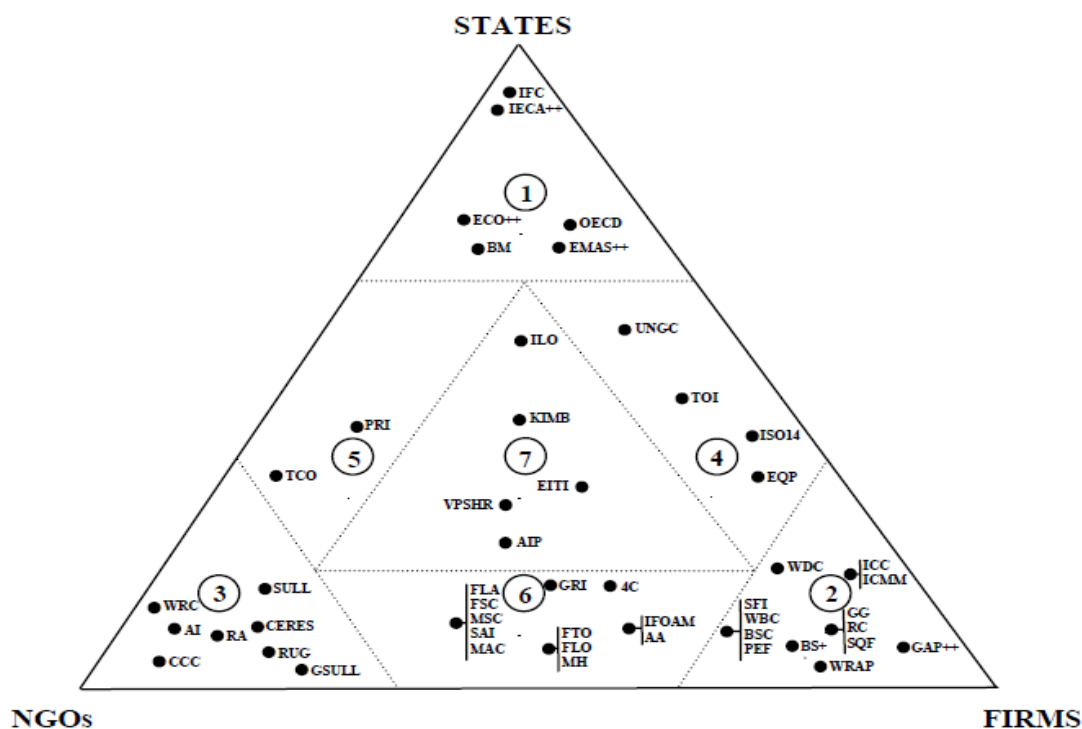 STATES
IFC
IECA++
1
ECO++
OECD
BM
EMAS++
UNGC
ILO
TOI
KIMB
PRI
ISO14
5
7
4
TCO
EITI
EQP
VPSHR
AIP
WDC
ICC
ICMM
3
SULL
6
GRI
4C
2
FLA
FSC
MSC
SAI
MAC
WRC
AI
RA
CERES
CCC
RUG
GSULL
FTO
FLO
MH
IFOAM
AA
SFI
WBC
BSC
PEF
GG
RC
SQF
BS+
GAP++
WRAP
NGOs
FIRMS